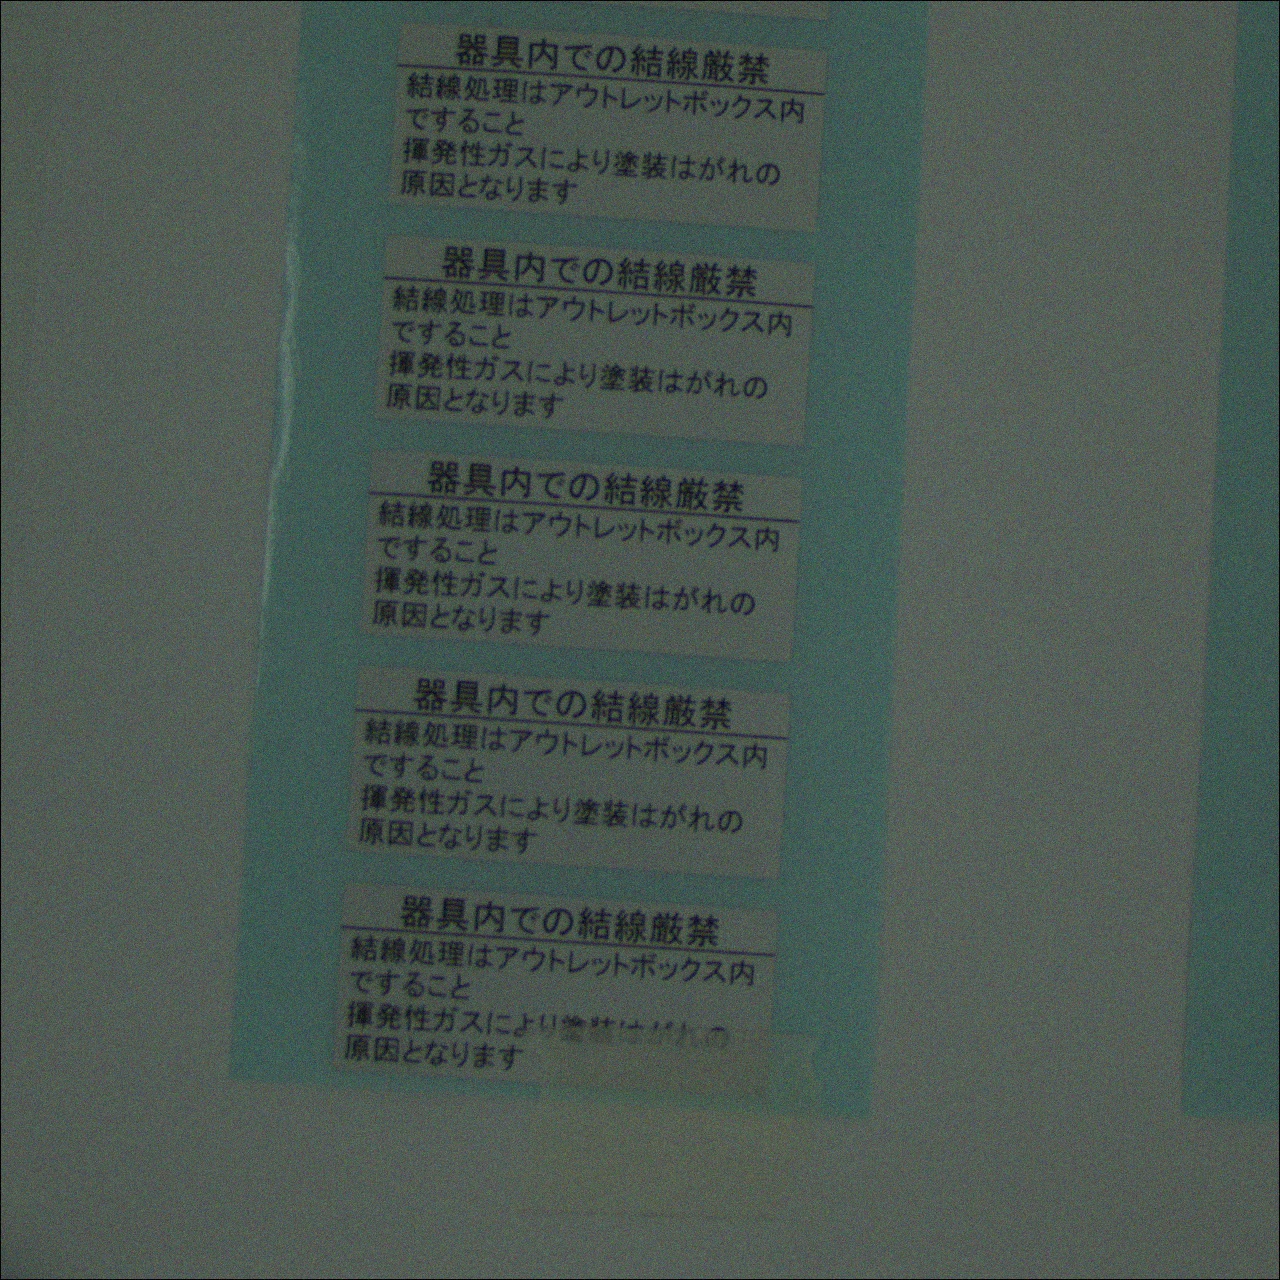 器具内での結線厳禁
結線処理はアウトレットボックス内
ですること
揮発性ガスにより塗装はがれの
原因となります
器具内での結線厳禁
結線処理はアウトレットボックス内
ですること
揮発性ガスにより塗装はがれの
原因となります
器具内での結線厳禁
結線処理はアウトレットボックス内
ですること
揮発性ガスにより塗装はがれの
原因となります
器具内での結線厳禁
結線処理はアウトレットボックス内
ですること
揮発性ガスにより塗装はがれの
原因となります
器具内での結線厳禁
結線処理はアウトレットボックス内
ですること
揮発性ガスにより塗装はがれの
原因となります